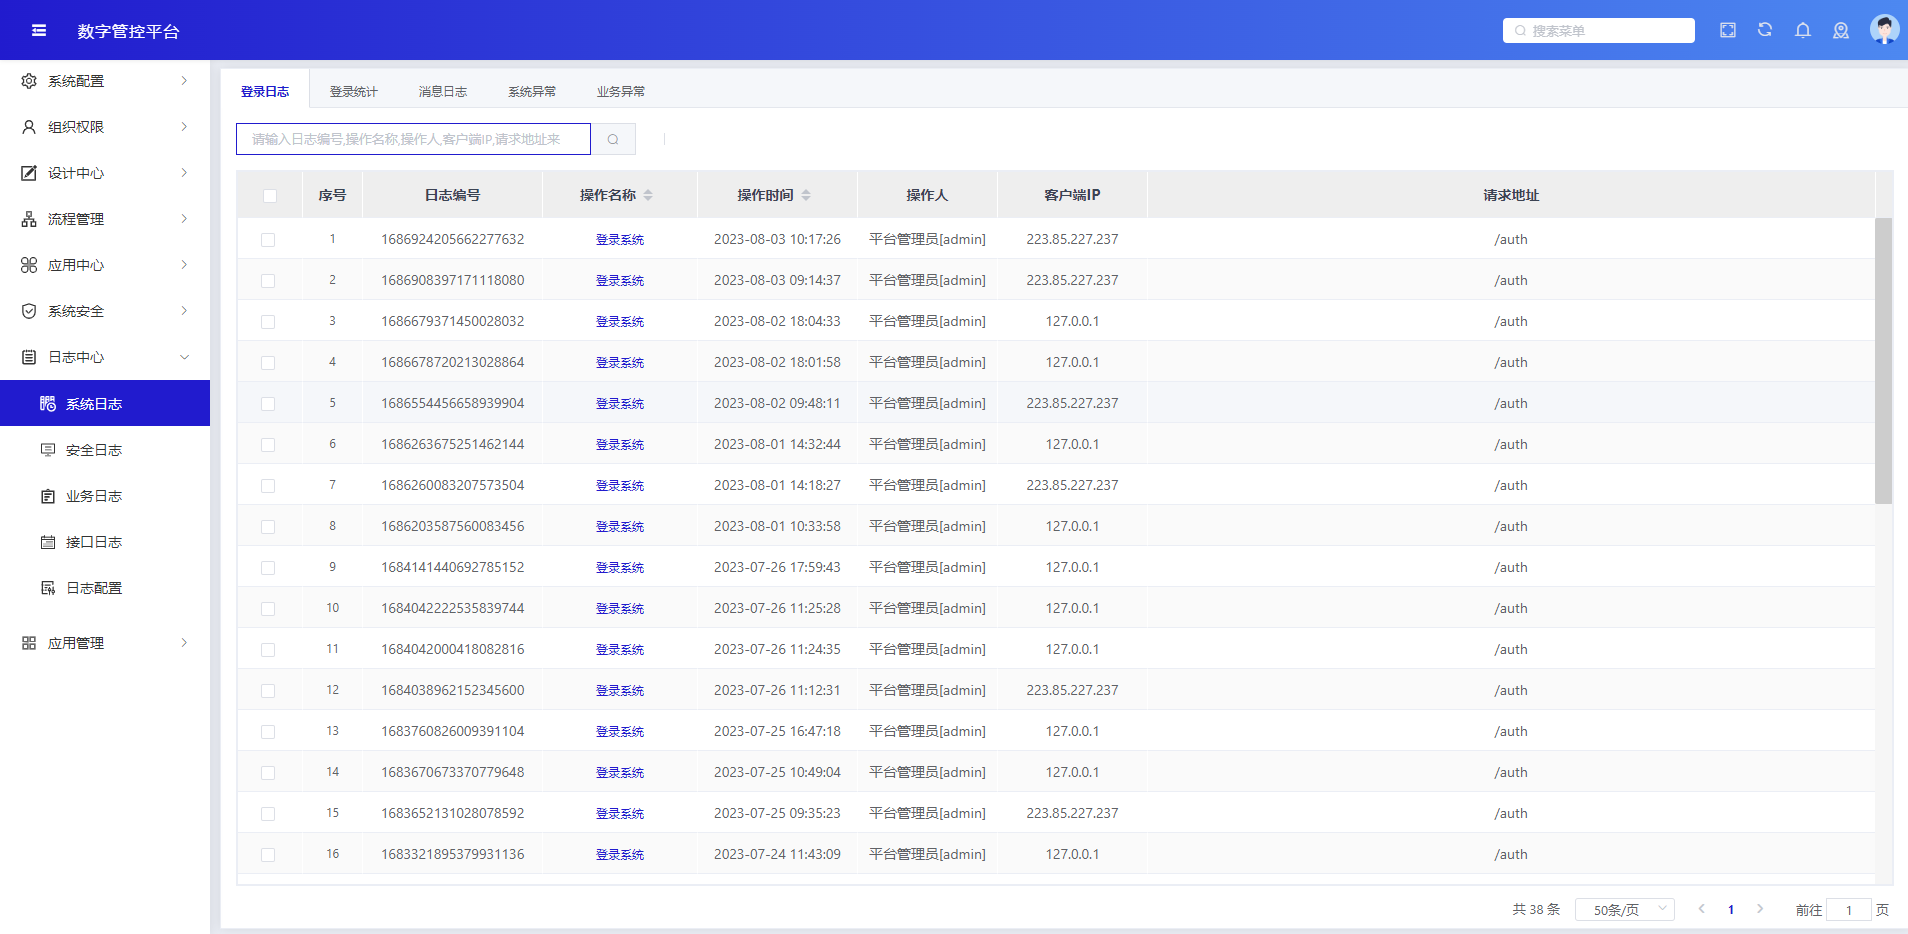 数字管控平台
搜索菜单
系统配置
组织权限
设计中心
流程管理
应用中心
系统安全
日志中心
系统日志
安全日志
业务日志
接口日志
日志配置
应用管理
登录日志 登录统计 消息日志 系统异常 业务异常
请输入日志编号,操作名称,操作人,客户端IP,请求地址来
序号 日志编号 操作名称 操作时间 操作人 客户端IP 请求地址
1 1686924205662277632 登录系统 2023-08-03 10:17:26 平台管理员[admin] 223.85.227.237 /auth
2 1686908397171118080 登录系统 2023-08-03 09:14:37 平台管理员[admin] 223.85.227.237 /auth
3 1686679371450028032 登录系统 2023-08-02 18:04:33 平台管理员[admin] 127.0.0.1 /auth
4 1686678720213028864 登录系统 2023-08-02 18:01:58 平台管理员[admin] 127.0.0.1 /auth
5 1686554456658939904 登录系统 2023-08-02 09:48:11 平台管理员[admin] 223.85.227.237 /auth
6 1686263675251462144 登录系统 2023-08-01 14:32:44 平台管理员[admin] 127.0.0.1 /auth
7 1686260083207573504 登录系统 2023-08-01 14:18:27 平台管理员[admin] 223.85.227.237 /auth
8 1686203587560083456 登录系统 2023-08-01 10:33:58 平台管理员[admin] 127.0.0.1 /auth
9 1684141440692785152 登录系统 2023-07-26 17:59:43 平台管理员[admin] 127.0.0.1 /auth
10 1684042222535839744 登录系统 2023-07-26 11:25:28 平台管理员[admin] 127.0.0.1 /auth
11 1684042000418082816 登录系统 2023-07-26 11:24:35 平台管理员[admin] 127.0.0.1 /auth
12 1684038962152345600 登录系统 2023-07-26 11:12:31 平台管理员[admin] 223.85.227.237 /auth
13 1683760826009391104 登录系统 2023-07-25 16:47:18 平台管理员[admin] 127.0.0.1 /auth
14 1683670673370779648 登录系统 2023-07-25 10:49:04 平台管理员[admin] 127.0.0.1 /auth
15 1683652131028078592 登录系统 2023-07-25 09:35:23 平台管理员[admin] 223.85.227.237 /auth
16 1683321895379931136 登录系统 2023-07-24 11:43:09 平台管理员[admin] 127.0.0.1 /auth
共 38 条 50条/页 1 前往 1 页